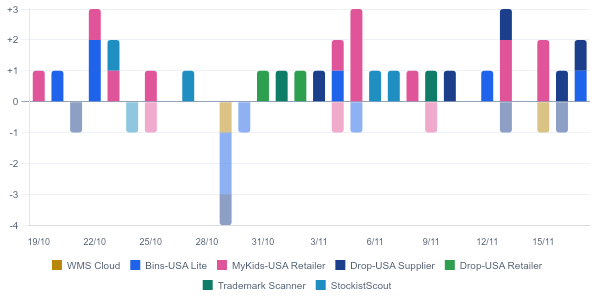 +3
+2
+1
0
-1
-2
-3
-4
19/10 22/10 25/10 28/10 31/10 3/11 6/11 9/11 12/11 15/11
WMS Cloud Bins-USA Lite MyKids-USA Retailer Drop-USA Supplier Drop-USA Retailer
Trademark Scanner StockistScout